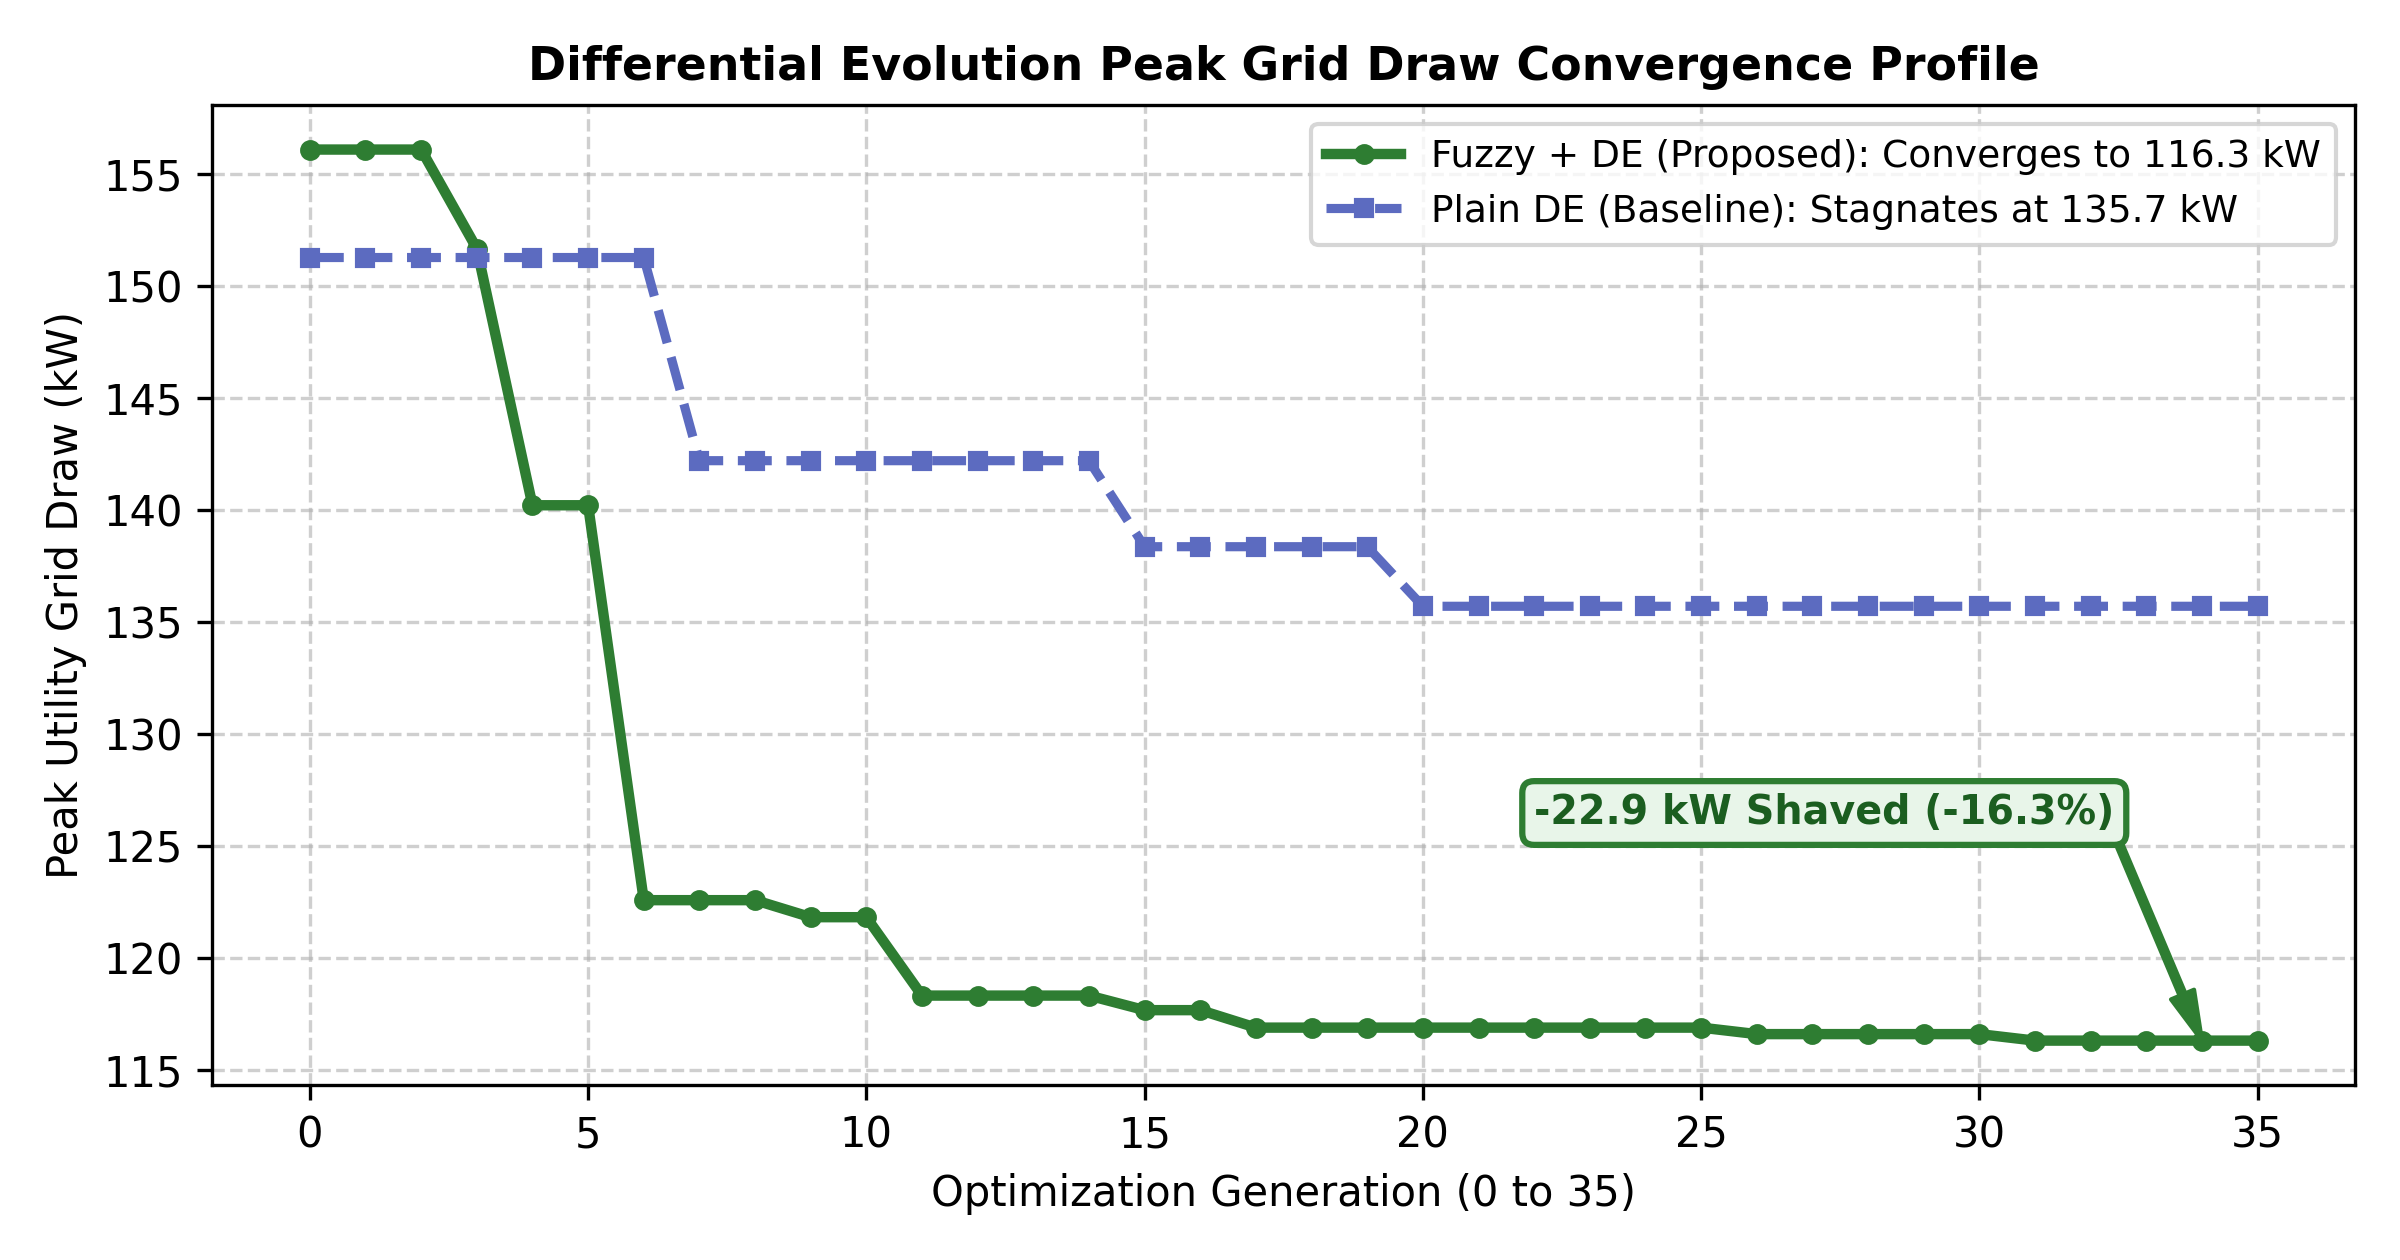 Differential Evolution Peak Grid Draw Convergence Profile
Fuzzy + DE (Proposed): Converges to 116.3 kW
Plain DE (Baseline): Stagnates at 135.7 kW
Peak Utility Grid Draw (kW)
155
150
145
140
135
130
125
120
115
-22.9 kW Shaved (-16.3%)
0 5 10 15 20 25 30 35
Optimization Generation (0 to 35)